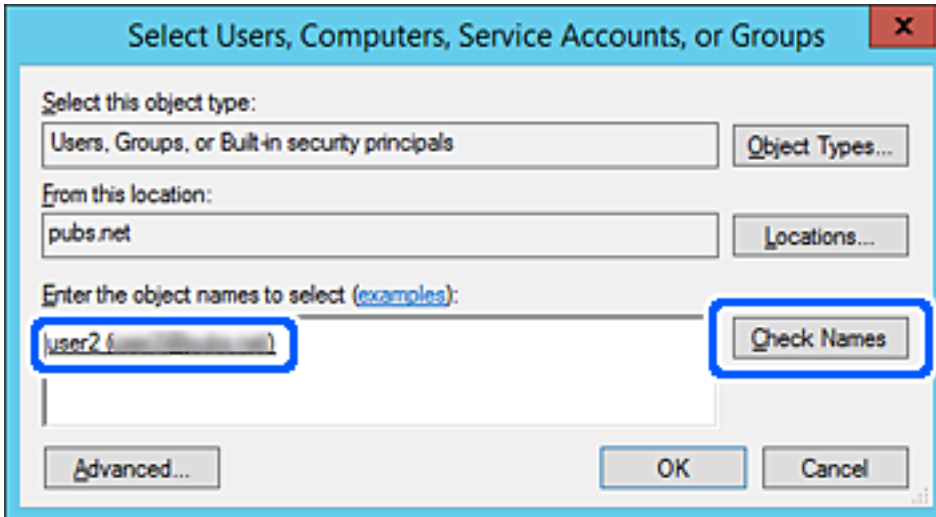 Select Users, Computers, Service Accounts, or Groups
x
Select this object type:
Users, Groups, or Built-in security principals
Object Types...
From this location:
pubs.net
Locations...
Enter the object names to select (examples):
user2 (
Check Names
Advanced...
OK
Cancel